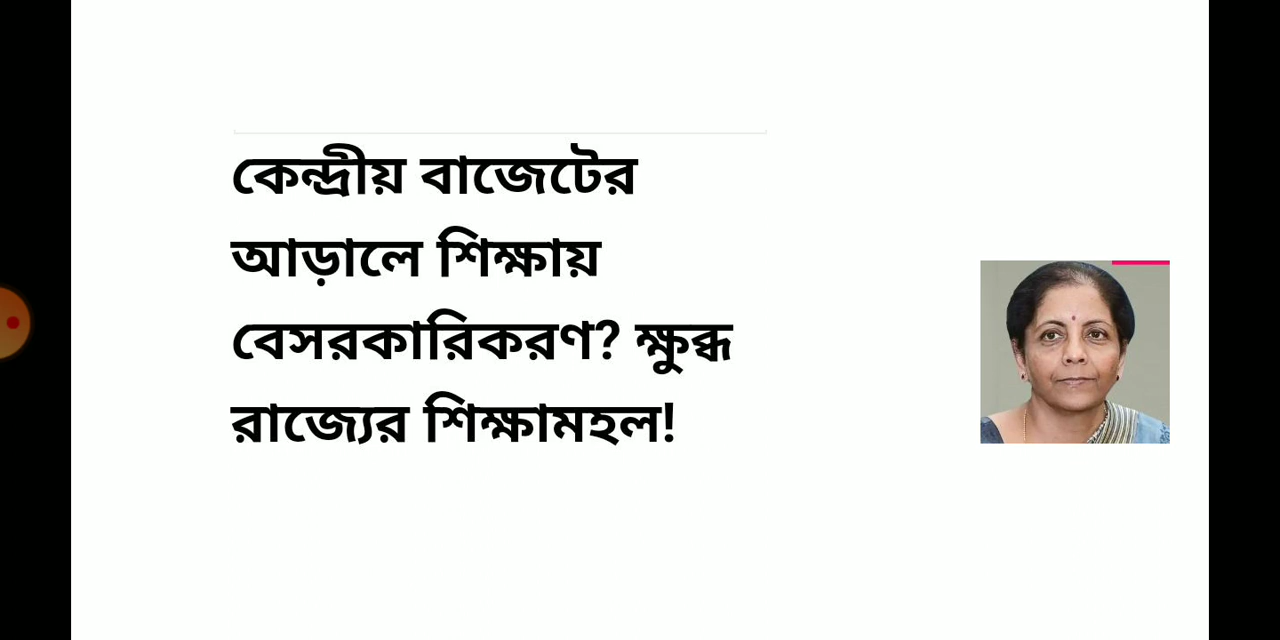 কেন্দ্রীয় বাজেটের
আড়ালে শিক্ষায়
বেসরকারিকরণ? ক্ষুব্ধ
রাজ্যের শিক্ষামহল!